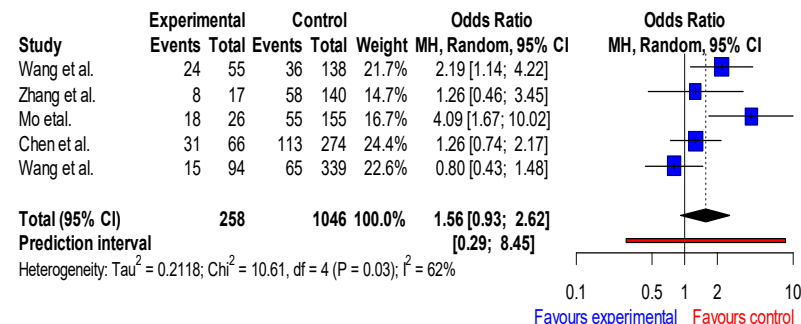 Experimental Control Odds Ratio Odds Ratio
Study Events Total Events Total Weight MH, Random, 95% CI MH, Random, 95% CI
Wang et al. 24 55 36 138 21.7% 2.19 [1.14; 4.22]
Zhang et al. 8 17 58 140 14.7% 1.26 [0.46; 3.45]
Mo etal. 18 26 55 155 16.7% 4.09 [1.67; 10.02]
Chen et al. 31 66 113 274 24.4% 1.26 [0.74; 2.17]
Wang et al. 15 94 65 339 22.6% 0.80 [0.43; 1.48]
Total (95% CI) 258 1046 100.0% 1.56 [0.93; 2.62]
Prediction interval [0.29; 8.45]
Heterogeneity: Tau² = 0.2118; Chi² = 10.61, df = 4 (P = 0.03); I² = 62%
0.1 0.5 1 2 10
Favours experimental Favours control